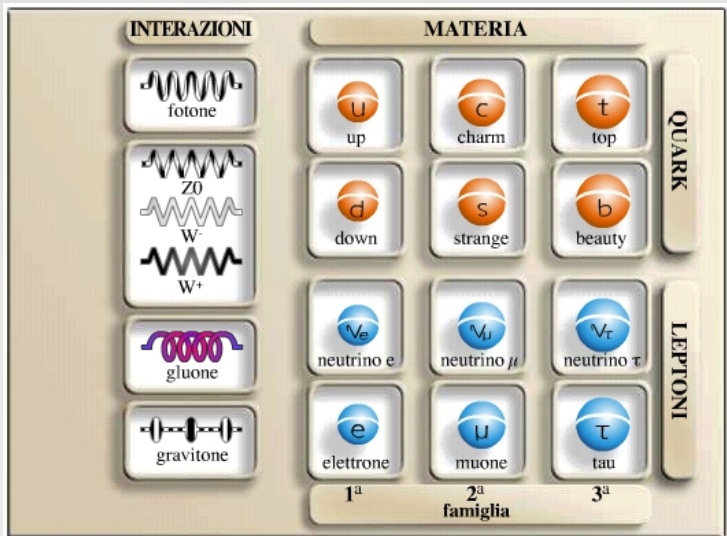 INTERAZIONI
MATERIA
fotone
Z0
W-
W+
gluone
gravitone
u
c
t
up
charm
top
d
s
b
down
strange
beauty
QUARK
νe
νμ
ντ
neutrino e
neutrino μ
neutrino τ
e
μ
τ
elettrone
muone
tau
LEPTONI
1ª
2ª
3ª
famiglia